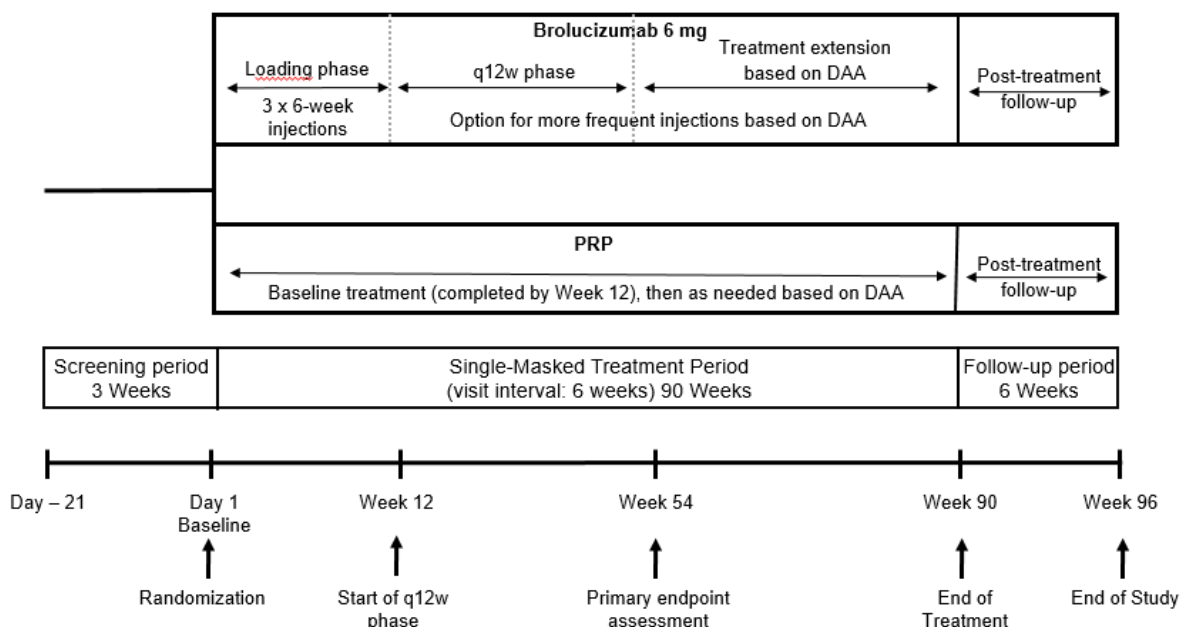 Brolucizumab 6 mg
Loading phase
3 x 6-week
injections
q12w phase
Treatment extension
based on DAA
Option for more frequent injections based on DAA
Post-treatment
follow-up
PRP
Baseline treatment (completed by Week 12), then as needed based on DAA
Post-treatment
follow-up
Screening period
3 Weeks
Single-Masked Treatment Period
(visit interval: 6 weeks) 90 Weeks
Follow-up period
6 Weeks
Day – 21
Day 1
Baseline
Week 12
Week 54
Week 90
Week 96
Randomization
Start of q12w
phase
Primary endpoint
assessment
End of
Treatment
End of Study